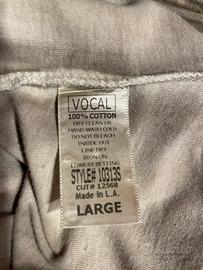 VOCAL
100% COTTON
DRY CLEAN OR
HAND WASH COLD
DO NOT BLEACH
INSIDE OUT
LINE DRY
IRON ON
LOWEST SETTING
STYLE# 10313S
CUT# 12568
Made in L.A.
LARGE